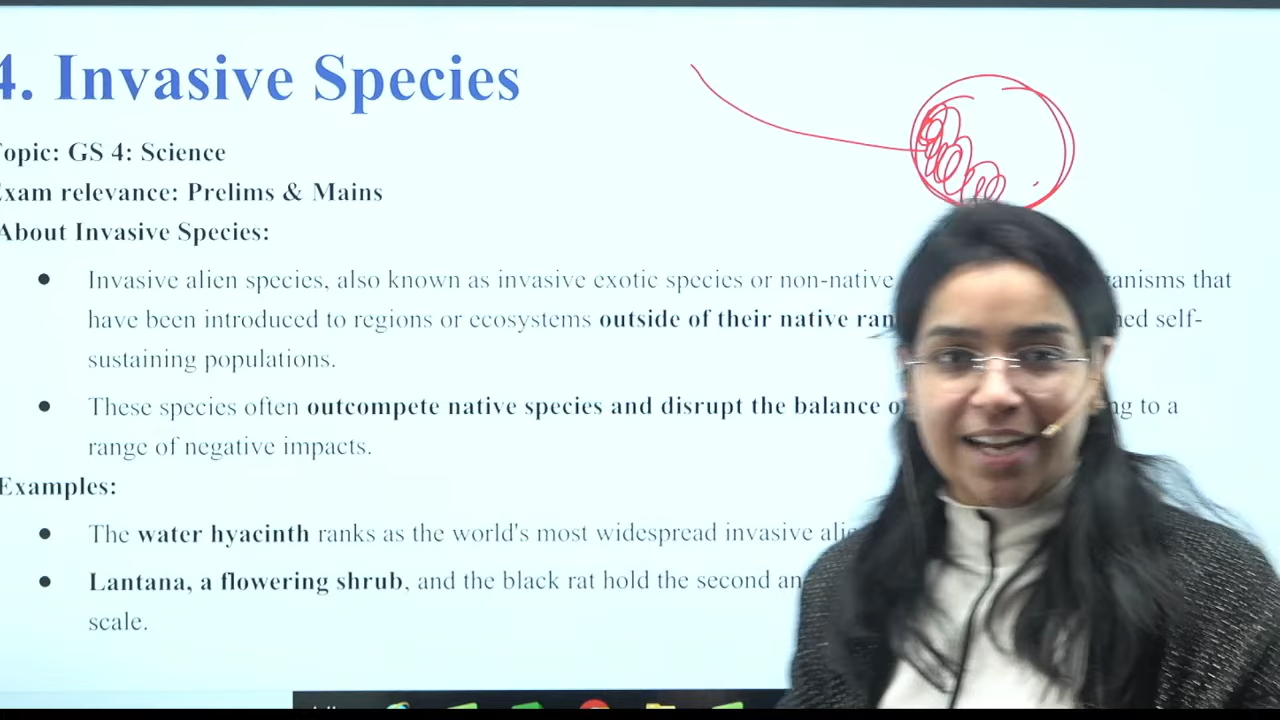 4. Invasive Species
Topic: GS 4: Science
Exam relevance: Prelims & Mains
About Invasive Species:
● Invasive alien species, also known as invasive exotic species or non-native anisms that
have been introduced to regions or ecosystems outside of their native ran ned self-
sustaining populations.
● These species often outcompete native species and disrupt the balance o ng to a
range of negative impacts.
Examples:
● The water hyacinth ranks as the world's most widespread invasive alie
● Lantana, a flowering shrub, and the black rat hold the second an
scale.